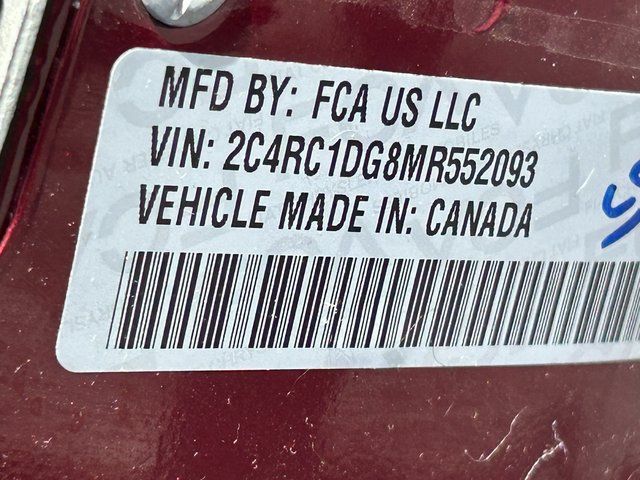 MFD BY: FCA US LLC
VIN: 2C4RC1DG8MR552093
VEHICLE MADE IN: CANADA